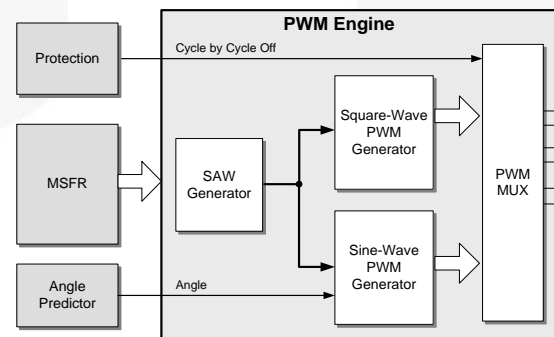 PWM Engine
Protection
Cycle by Cycle Off
Square-Wave
PWM
Generator
MSFR
SAW
Generator
PWM
MUX
Sine-Wave
PWM
Generator
Angle
Predictor
Angle